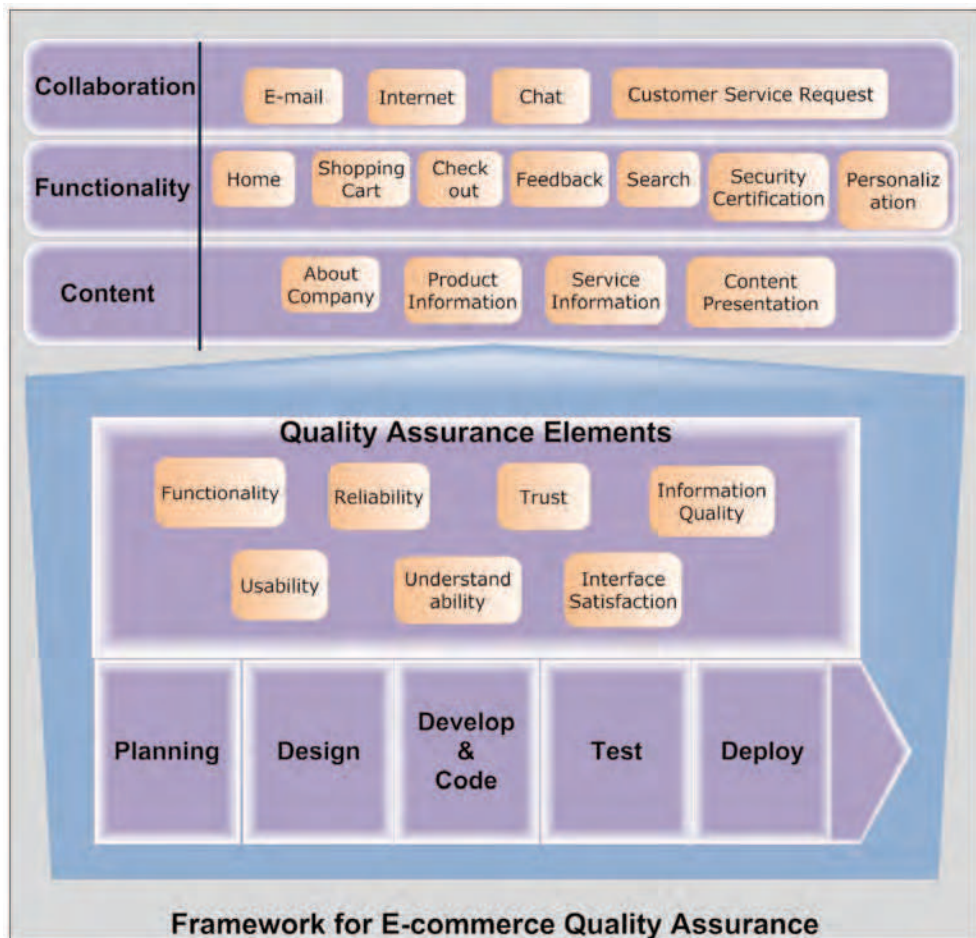 Collaboration
E-mail
Internet
Chat
Customer Service Request
Functionality
Home
Shopping
Cart
Check
out
Feedback
Search
Security
Certification
Personaliz
ation
Content
About
Company
Product
Information
Service
Information
Content
Presentation
Quality Assurance Elements
Functionality
Reliability
Trust
Information
Quality
Usability
Understand
ability
Interface
Satisfaction
Planning
Design
Develop
&
Code
Test
Deploy
Framework for E-commerce Quality Assurance